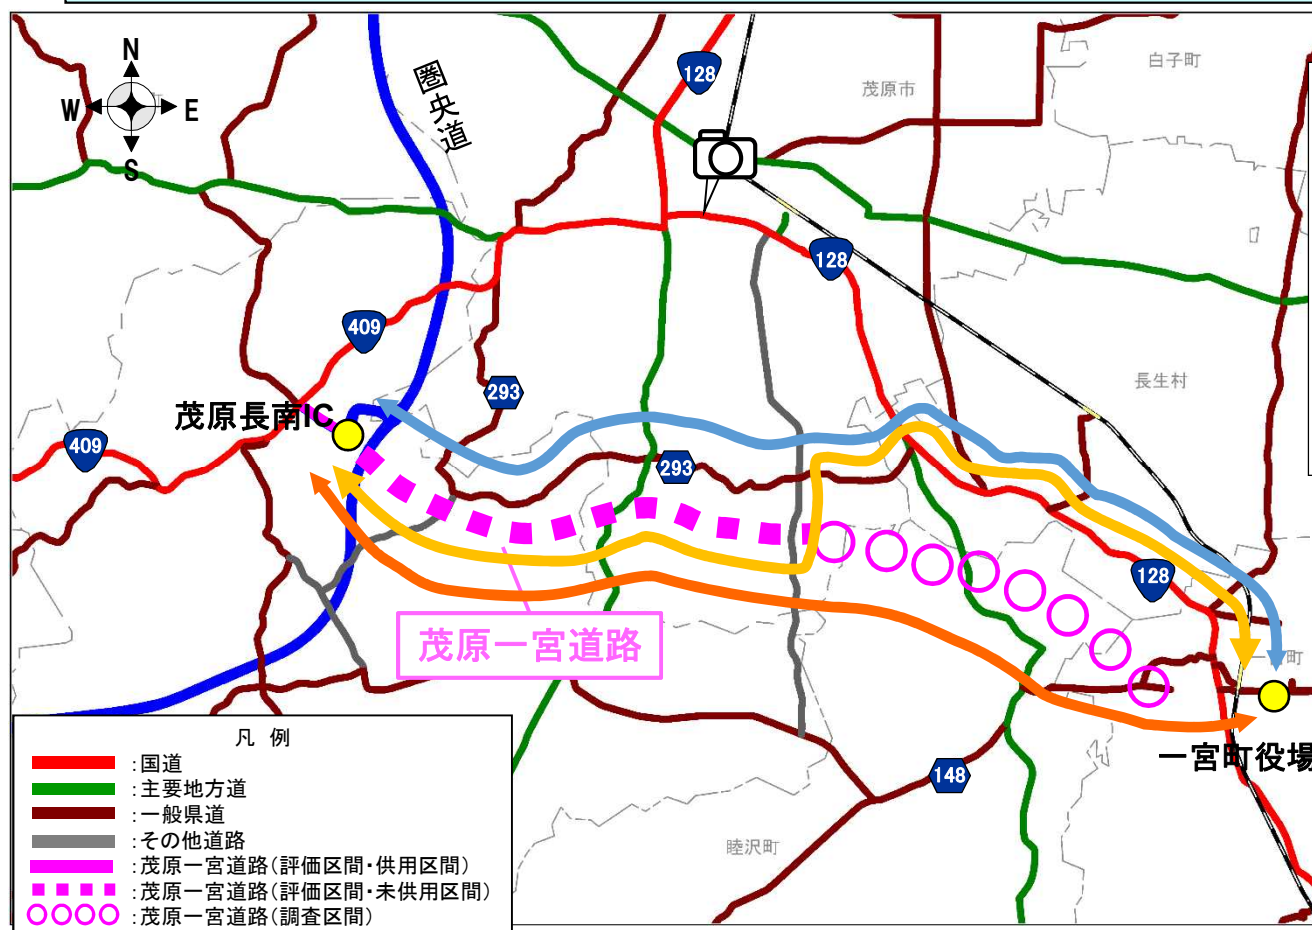 N
W
E
S
町
圏央道
128
茂原市
白子町
128
409
293
長生村
茂原長南IC
409
293
128
茂原一宮道路
一
町
一宮町役場
148
睦沢町
凡 例
:国道
:主要地方道
:一般県道
:その他道路
:茂原一宮道路(評価区間・供用区間)
:茂原一宮道路(評価区間・未供用区間)
:茂原一宮道路(調査区間)